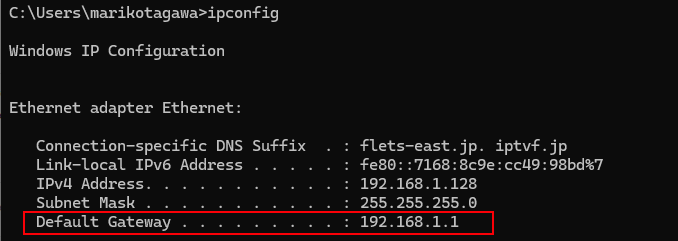 C:\Users\marikotagawa>ipconfig
Windows IP Configuration
Ethernet adapter Ethernet:
Connection-specific DNS Suffix  . : flets-east.jp. iptvf.jp
Link-local IPv6 Address . . . . . : fe80::7168:8c9e:cc49:98bd%7
IPv4 Address. . . . . . . . . . . : 192.168.1.128
Subnet Mask . . . . . . . . . . . : 255.255.255.0
Default Gateway . . . . . . . . . : 192.168.1.1